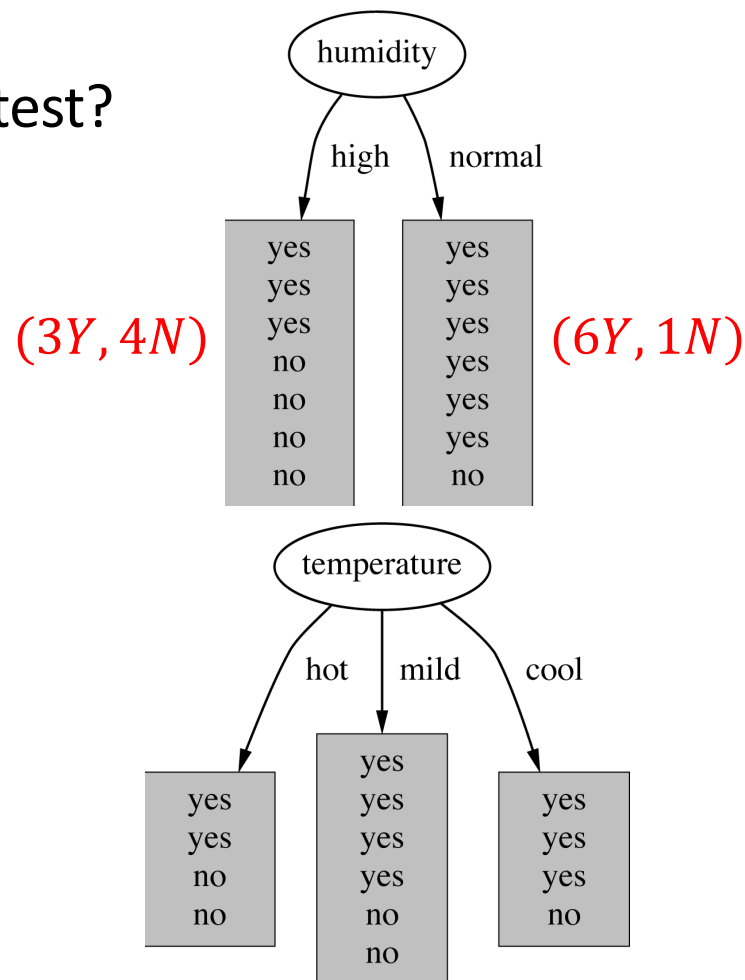 test?
humidity
high
normal
yes
yes
yes
no
no
no
no
(3Y, 4N)
yes
yes
yes
yes
yes
yes
no
(6Y, 1N)
temperature
hot
mild
cool
yes
yes
no
no
yes
yes
yes
yes
no
no
yes
yes
yes
no